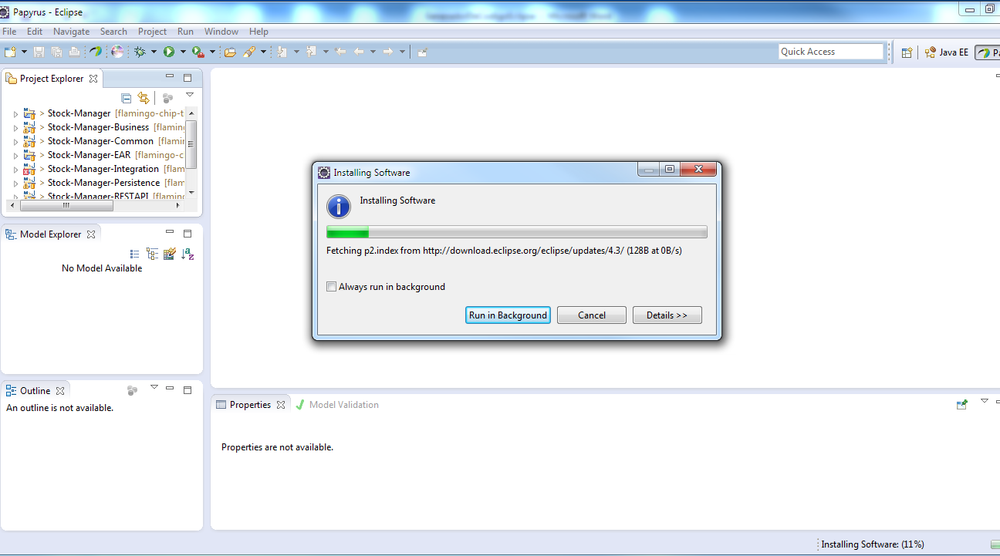 Papyrus - Eclipse
File Edit Navigate Search Project Run Window Help
Quick Access
Java EE
Project Explorer
> Stock-Manager [flamingo-chip-t
> Stock-Manager-Business [flaming
> Stock-Manager-Common [flamin
> Stock-Manager-EAR [flamingo-c
> Stock-Manager-Integration [flam
> Stock-Manager-Persistence [flam
> Stock-Manager-RESTAPI [flaming
Model Explorer
No Model Available
Outline
An outline is not available.
Installing Software
Installing Software
Fetching p2.index from http://download.eclipse.org/eclipse/updates/4.3/ (128B at 0B/s)
Always run in background
Run in Background
Cancel
Details >>
Properties
Model Validation
Properties are not available.
Installing Software: (11%)